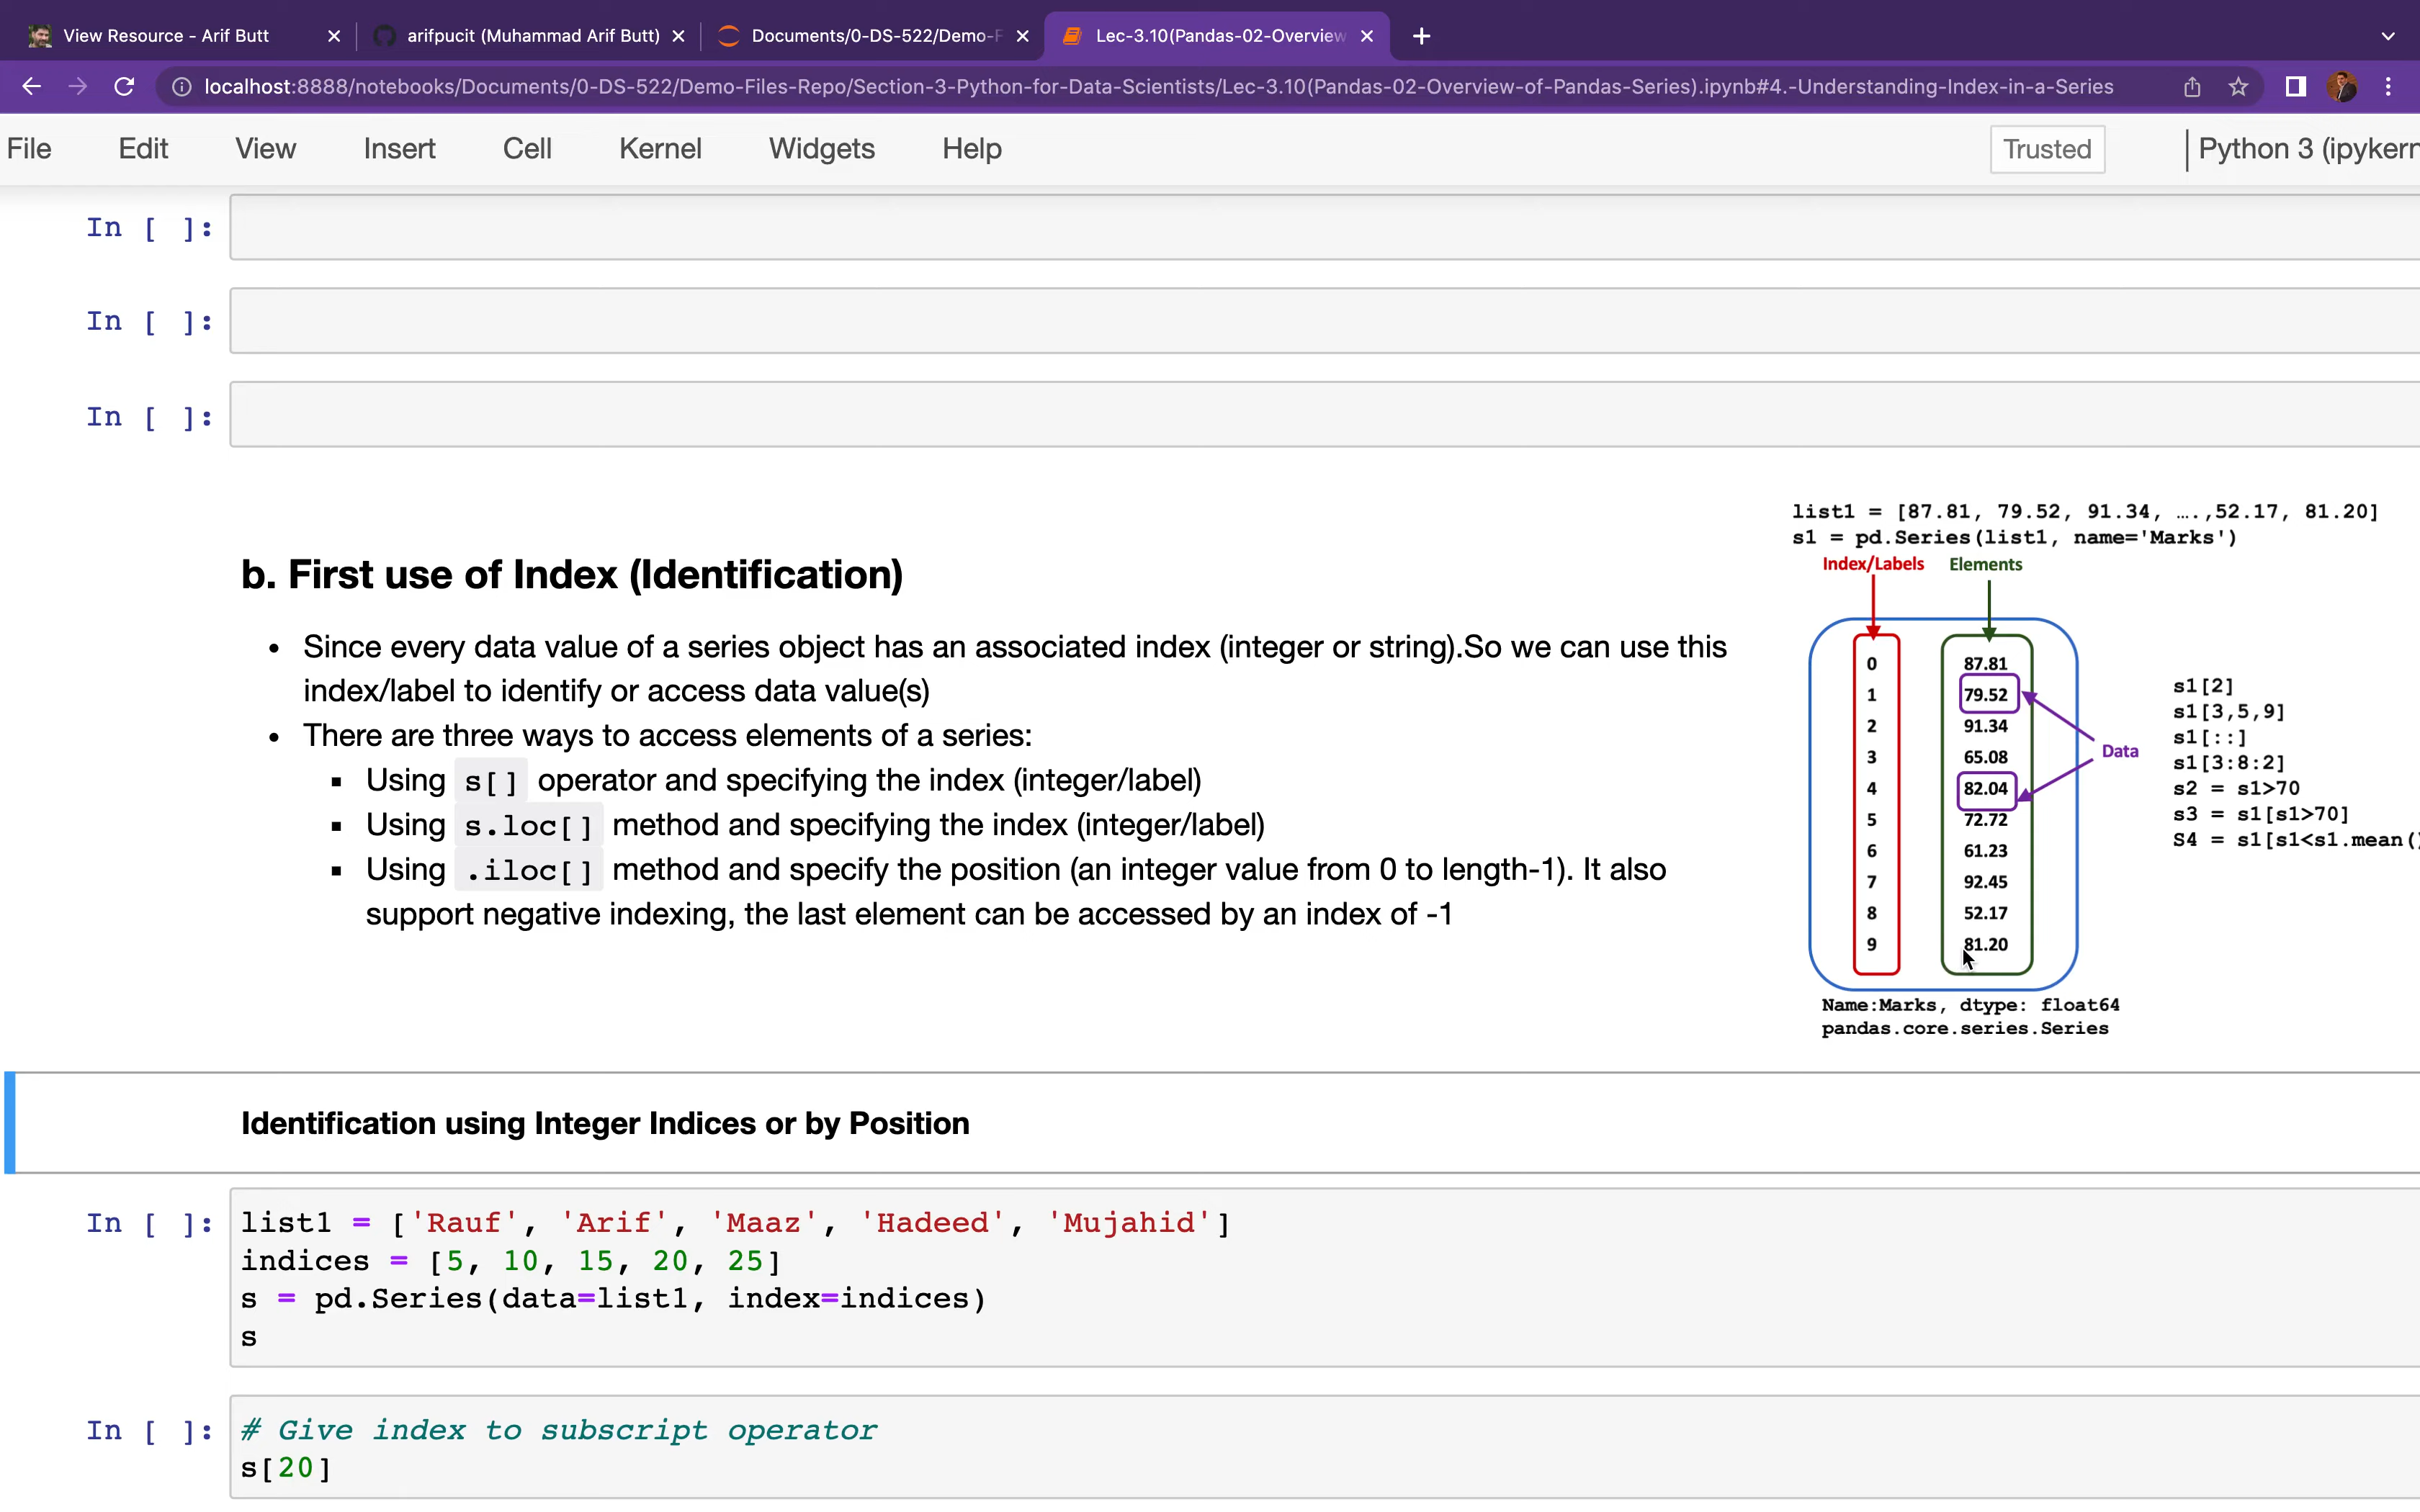 View Resource - Arif Butt
arifpucit (Muhammad Arif Butt)
Documents/0-DS-522/Demo-F
Lec-3.10(Pandas-02-Overview
localhost:8888/notebooks/Documents/0-DS-522/Demo-Files-Repo/Section-3-Python-for-Data-Scientists/Lec-3.10(Pandas-02-Overview-of-Pandas-Series).ipynb#4.-Understanding-Index-in-a-Series
File Edit View Insert Cell Kernel Widgets Help Trusted Python 3 (ipykern
In [ ]:
In [ ]:
In [ ]:
b. First use of Index (Identification)
• Since every data value of a series object has an associated index (integer or string).So we can use this
index/label to identify or access data value(s)
• There are three ways to access elements of a series:
▪ Using s[] operator and specifying the index (integer/label)
▪ Using s.loc[] method and specifying the index (integer/label)
▪ Using .iloc[] method and specify the position (an integer value from 0 to length-1). It also
support negative indexing, the last element can be accessed by an index of -1
list1 = [87.81, 79.52, 91.34, ….,52.17, 81.20]
s1 = pd.Series(list1, name='Marks')
Index/Labels Elements
0 87.81
1 79.52
2 91.34
3 65.08
4 82.04
5 72.72
6 61.23
7 92.45
8 52.17
9 81.20
Data
s1[2]
s1[3,5,9]
s1[::]
s1[3:8:2]
s2 = s1>70
s3 = s1[s1>70]
S4 = s1[s1<s1.mean()
Name:Marks, dtype: float64
pandas.core.series.Series
Identification using Integer Indices or by Position
In [ ]: list1 = ['Rauf', 'Arif', 'Maaz', 'Hadeed', 'Mujahid']
indices = [5, 10, 15, 20, 25]
s = pd.Series(data=list1, index=indices)
s
In [ ]: # Give index to subscript operator
s[20]